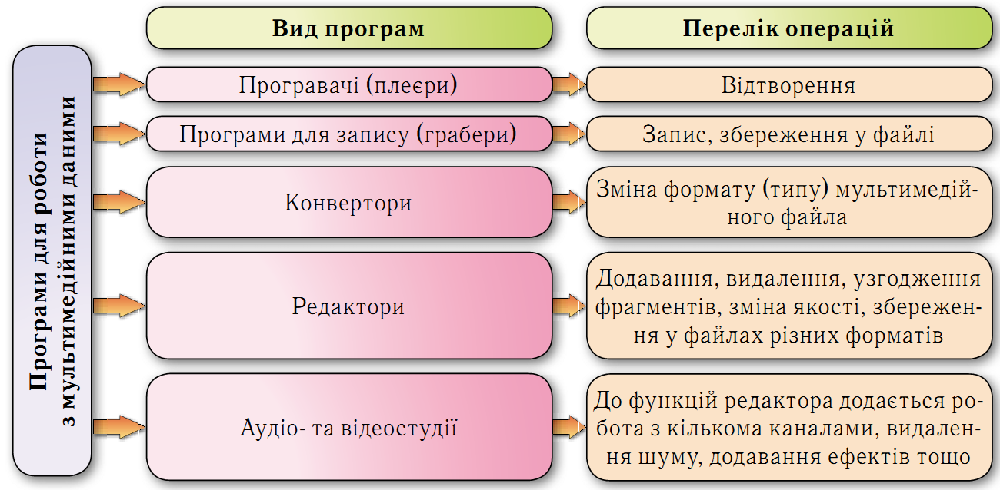 Вид програм
Перелік операцій
Програми для роботи
з мультимедійними даними
Програвачі (плеєри)
Відтворення
Програми для запису (грабери)
Запис, збереження у файлі
Конвертори
Зміна формату (типу) мультимедій-
ного файла
Редактори
Додавання, видалення, узгодження
фрагментів, зміна якості, збережен-
ня у файлах різних форматів
Аудіо- та відеостудії
До функцій редактора додається ро-
бота з кількома каналами, видален-
ня шуму, додавання ефектів тощо